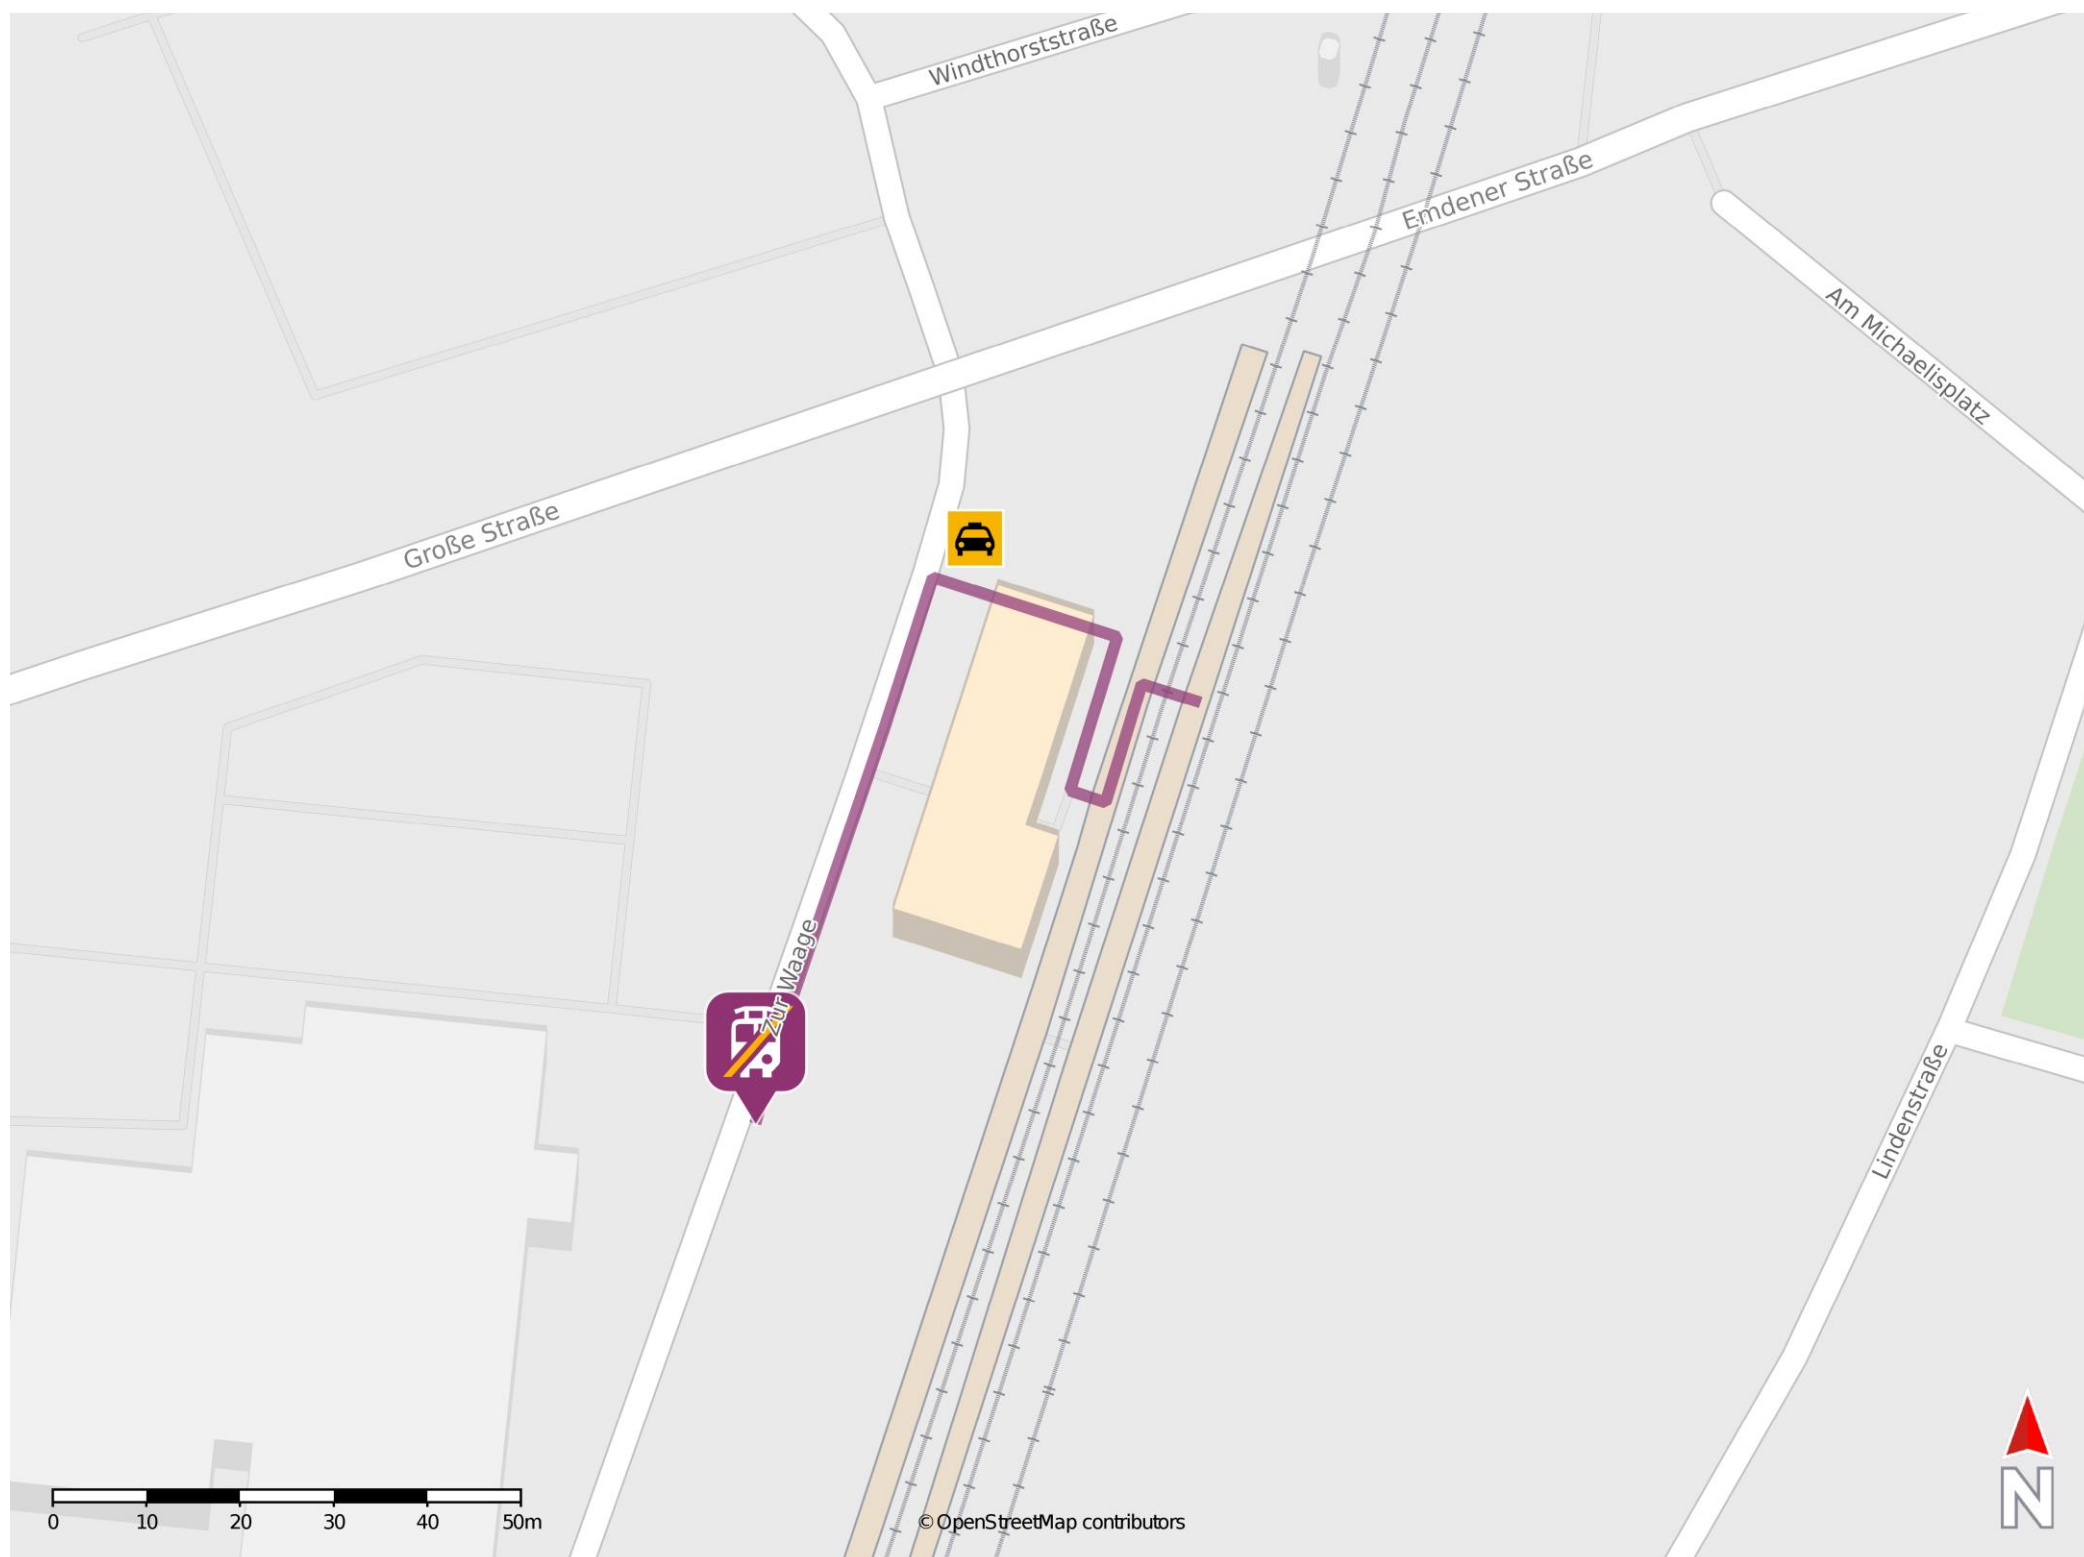 Windthorststraße
Emdener Straße
Am Michaelisplatz
Große Straße
Zur Waage
Lindenstraße
N
0 10 20 30 40 50m
© OpenStreetMap contributors